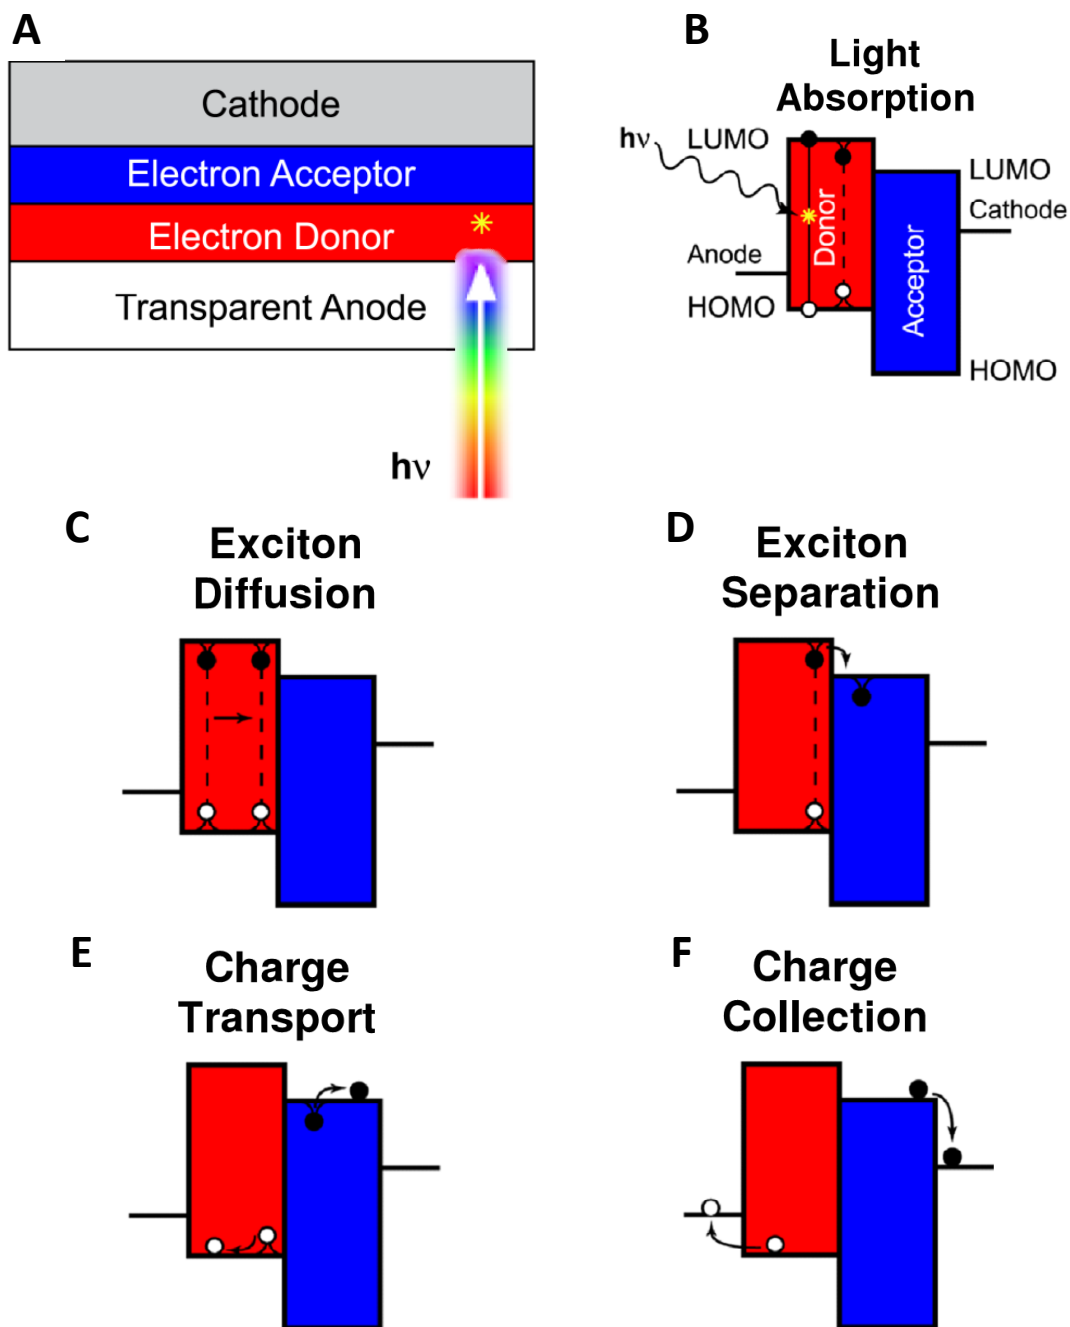 A
Cathode
Electron Acceptor
Electron Donor
Transparent Anode
hν
B
Light
Absorption
hν
LUMO
LUMO
Cathode
Donor
Anode
Acceptor
HOMO
HOMO
C
Exciton
Diffusion
D
Exciton
Separation
E
Charge
Transport
F
Charge
Collection